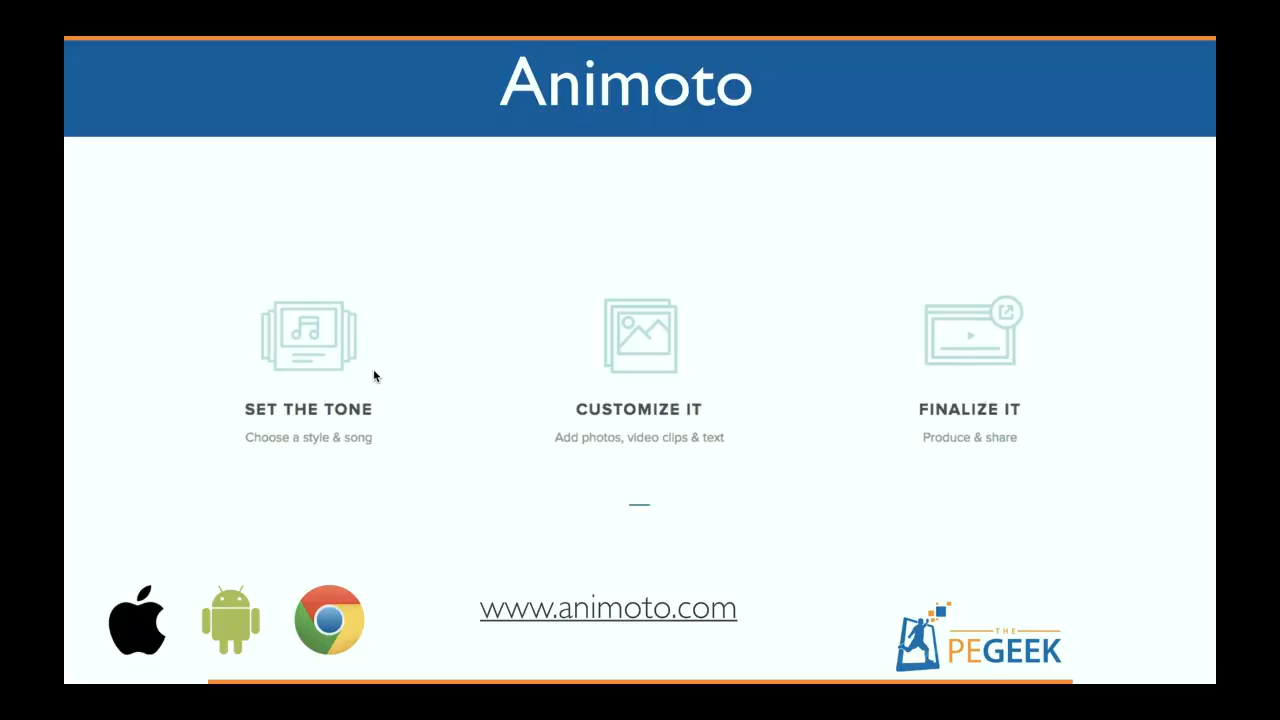 Animoto
SET THE TONE
Choose a style & song
CUSTOMIZE IT
Add photos, video clips & text
FINALIZE IT
Produce & share
www.animoto.com
THE
PEGEEK